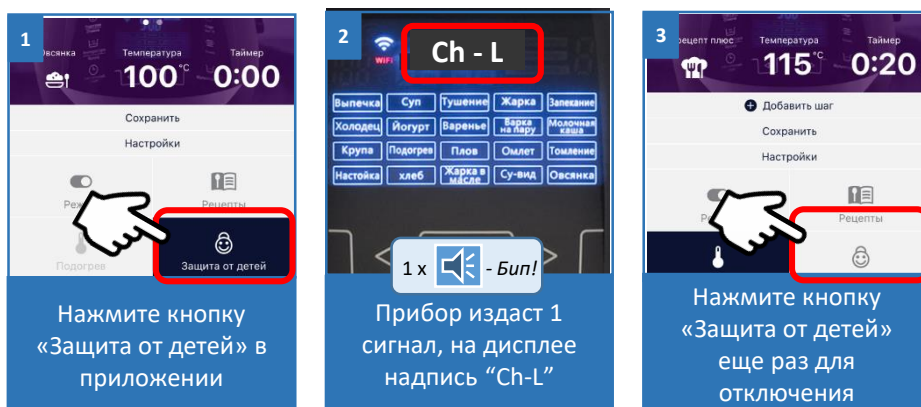 1
Овсянка
Температура
Таймер
100 °C
0:00
Сохранить
Настройки
Реж
Рецепты
Подогрев
Защита от детей
Нажмите кнопку
«Защита от детей» в
приложении
2
WiFi
Ch - L
Выпечка Суп Тушение Жарка Запекание
Холодец Йогурт Варенье Варка на пару Молочная каша
Крупа Подогрев Плов Омлет Томление
Настойка хлеб Жарка в масле Су-вид Овсянка
1 x - Бип!
Прибор издаст 1
сигнал, на дисплее
надпись “Ch-L”
3
рецепт плюс
Температура
Таймер
115 °C
0:20
Добавить шаг
Сохранить
Настройки
Рецепты
Нажмите кнопку
«Защита от детей»
еще раз для
отключения